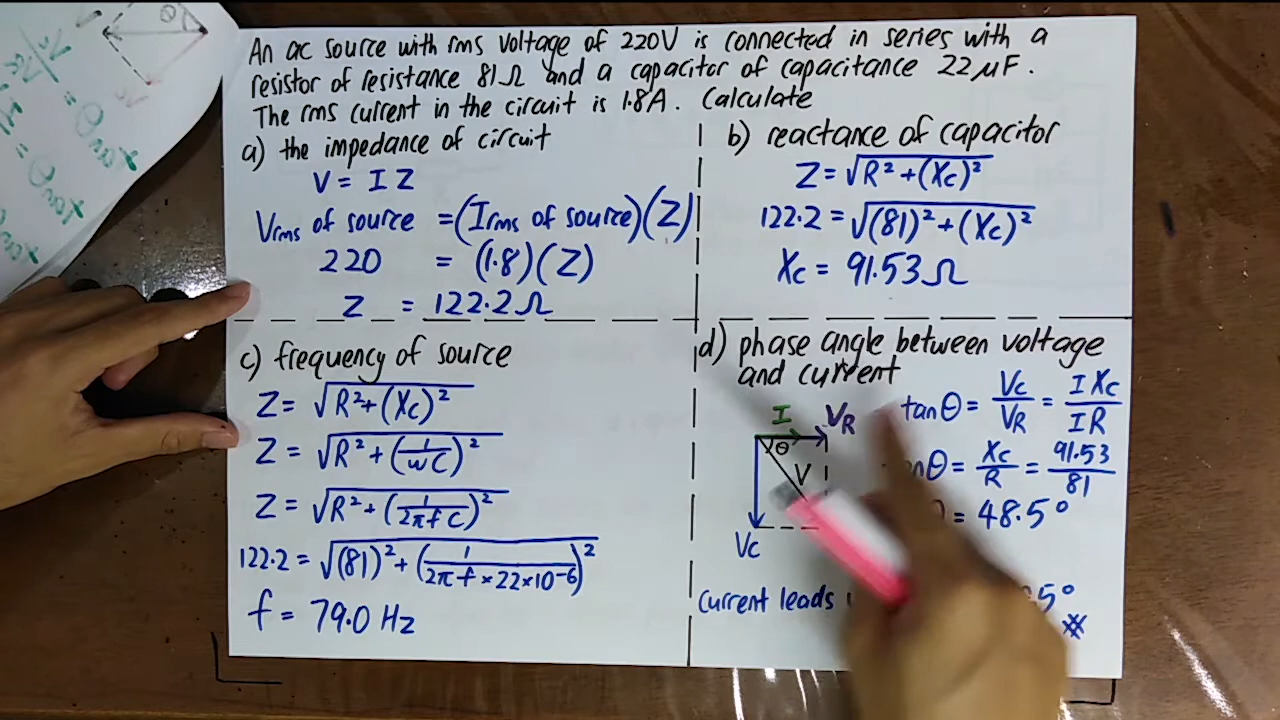 An ac source with rms voltage of 220V is connected in series with a
resistor of resistance 81Ω and a capacitor of capacitance 22μF.
The rms current in the circuit is 1.8A. Calculate
a) the impedance of circuit
V = IZ
Vrms of source = (Irms of source)(Z)
220 = (1.8)(Z)
Z = 122.2Ω
b) reactance of capacitor
Z = √(R² + (Xc)²)
122.2 = √((81)² + (Xc)²)
Xc = 91.53Ω
c) frequency of source
Z = √(R² + (Xc)²)
Z = √(R² + (1/ωC)²)
Z = √(R² + (1/2πfC)²)
122.2 = √((81)² + (1/2πf×22×10⁻⁶)²)
f = 79.0 Hz
d) phase angle between voltage
and current
I
VR
θ
V
Vc
tanθ = Vc/VR = IXc/IR
θ = Xc/R = 91.53/81
= 48.5°
Current leads
5°
tanθ =